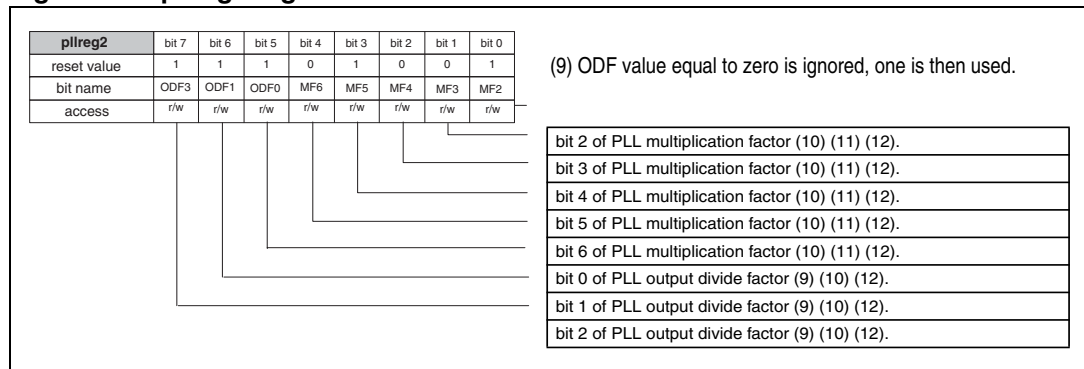 pllreg2 bit 7 bit 6 bit 5 bit 4 bit 3 bit 2 bit 1 bit 0
reset value 1 1 1 0 1 0 0 1
bit name ODF3 ODF1 ODF0 MF6 MF5 MF4 MF3 MF2
access r/w r/w r/w r/w r/w r/w r/w r/w
(9) ODF value equal to zero is ignored, one is then used.
bit 2 of PLL multiplication factor (10) (11) (12).
bit 3 of PLL multiplication factor (10) (11) (12).
bit 4 of PLL multiplication factor (10) (11) (12).
bit 5 of PLL multiplication factor (10) (11) (12).
bit 6 of PLL multiplication factor (10) (11) (12).
bit 0 of PLL output divide factor (9) (10) (12).
bit 1 of PLL output divide factor (9) (10) (12).
bit 2 of PLL output divide factor (9) (10) (12).